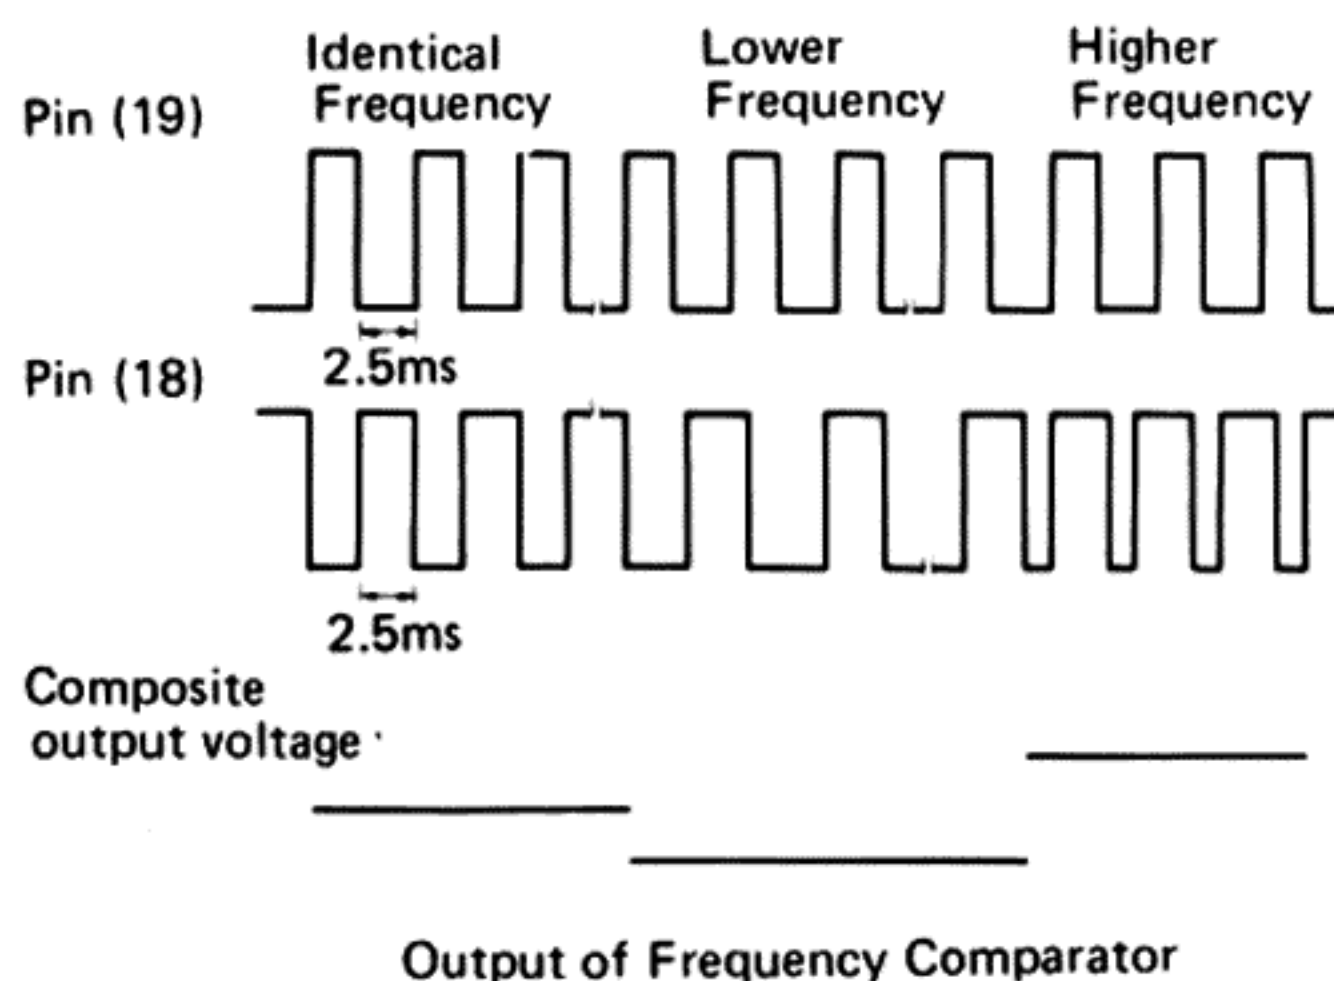 Identical
Frequency
Lower
Frequency
Higher
Frequency
Pin (19)
2.5ms
Pin (18)
2.5ms
Composite
output voltage
Output of Frequency Comparator